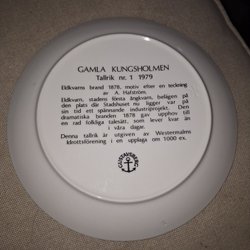 GAMLA KUNGSHOLMEN
Tallrik nr. 1 1979
Eldkvarns brand 1878, motiv efter en teckning
av A. Hafström.
Eldkvarn, stadens första ångkvarn, belägen på
den plats där Stadshuset nu ligger var på
sin tid ett spännande industriprojekt. Den
dramatiska branden 1878 gav upphov till
en rad folkliga talesätt, som lever kvar än
i våra dagar.
Denna tallrik är utgiven av Westermalms
Idrottsförening i en upplaga om 1000 ex.
GUSTAVSBERG